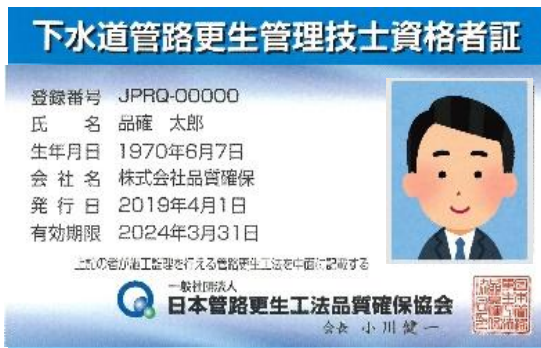 下水道管路更生管理技士資格者証
登録番号 JPRQ-00000
氏 名 品確 太郎
生年月日 1970年6月7日
会社名 株式会社品質確保
発行日 2019年4月1日
有効期限 2024年3月31日
上記の者が施工監理を行える管路更生工法を中面に記載する
一般社団法人
日本管路更生工法品質確保協会
会長 小川健一